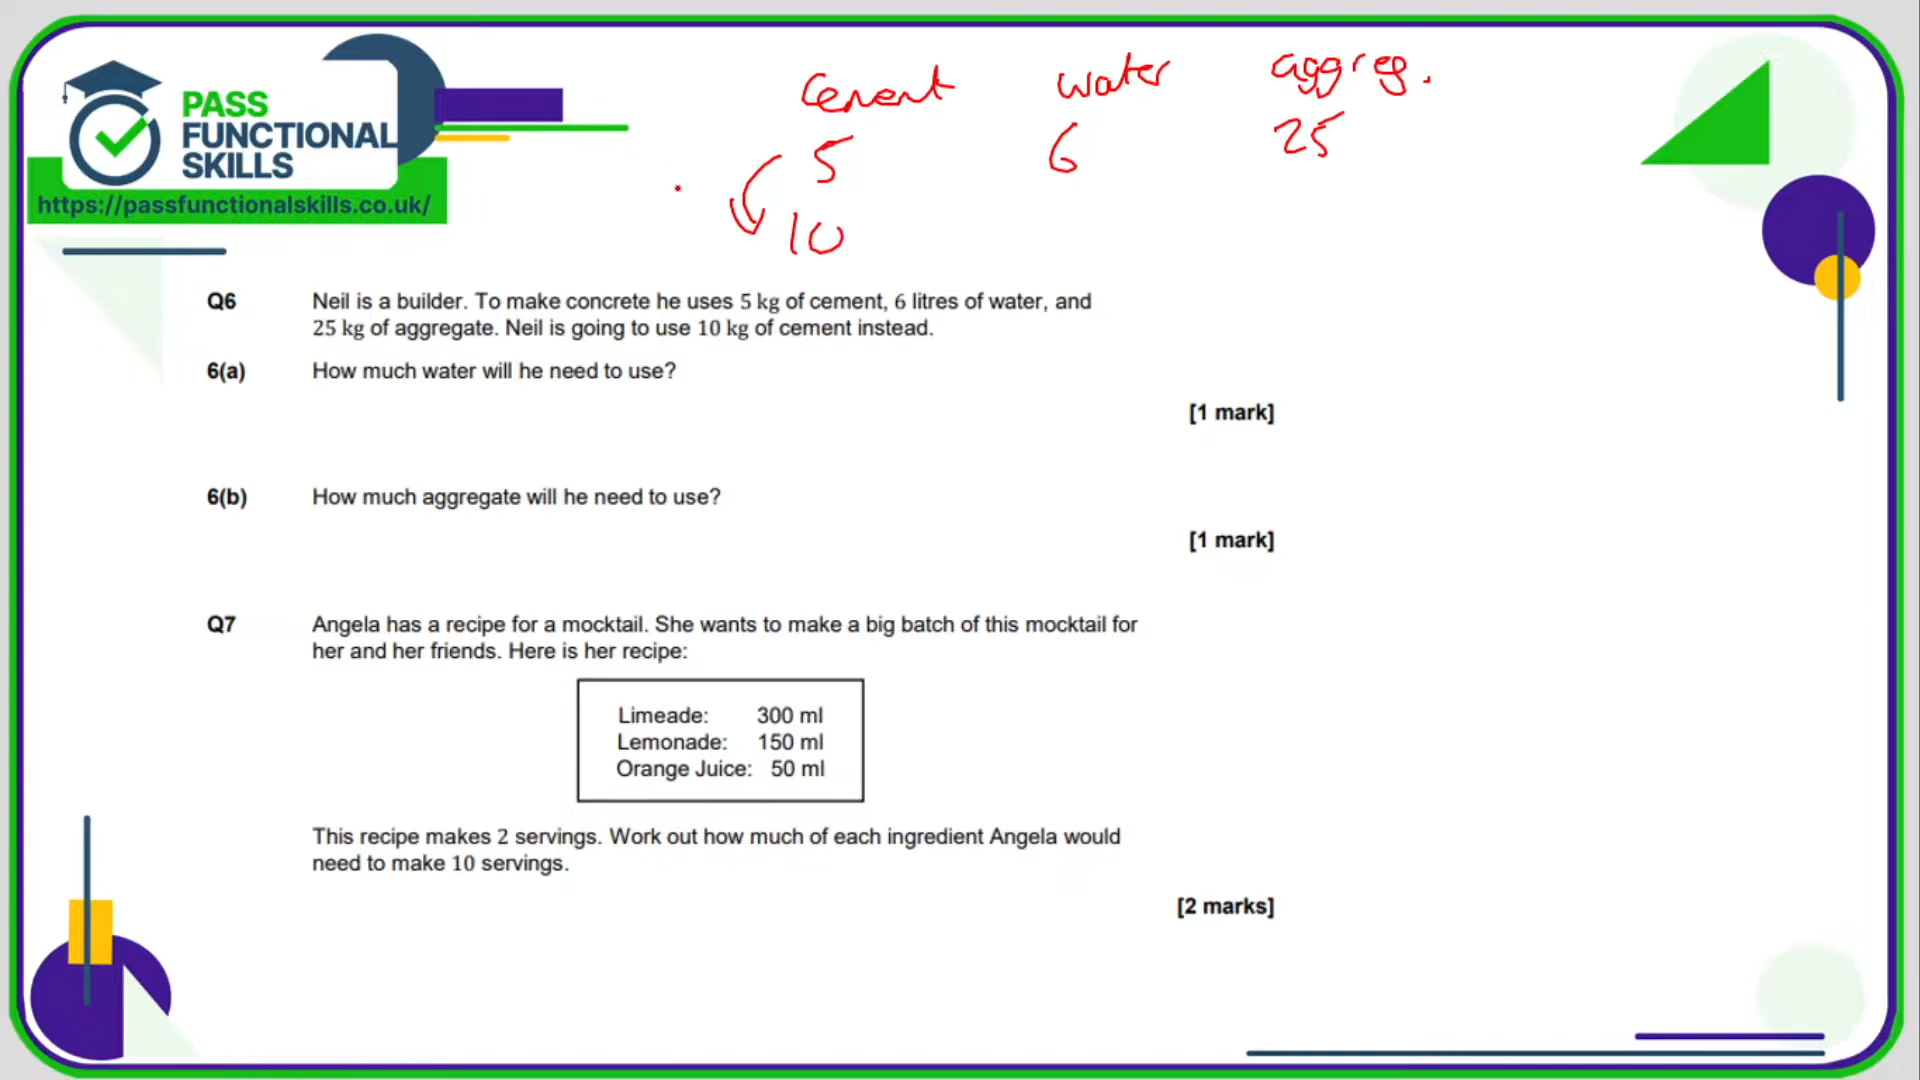 PASS
FUNCTIONAL
SKILLS
https://passfunctionalskills.co.uk/
cement water aggreg.
5 6 25
10
Q6 Neil is a builder. To make concrete he uses 5 kg of cement, 6 litres of water, and
25 kg of aggregate. Neil is going to use 10 kg of cement instead.
6(a) How much water will he need to use?
[1 mark]
6(b) How much aggregate will he need to use?
[1 mark]
Q7 Angela has a recipe for a mocktail. She wants to make a big batch of this mocktail for
her and her friends. Here is her recipe:
Limeade: 300 ml
Lemonade: 150 ml
Orange Juice: 50 ml
This recipe makes 2 servings. Work out how much of each ingredient Angela would
need to make 10 servings.
[2 marks]